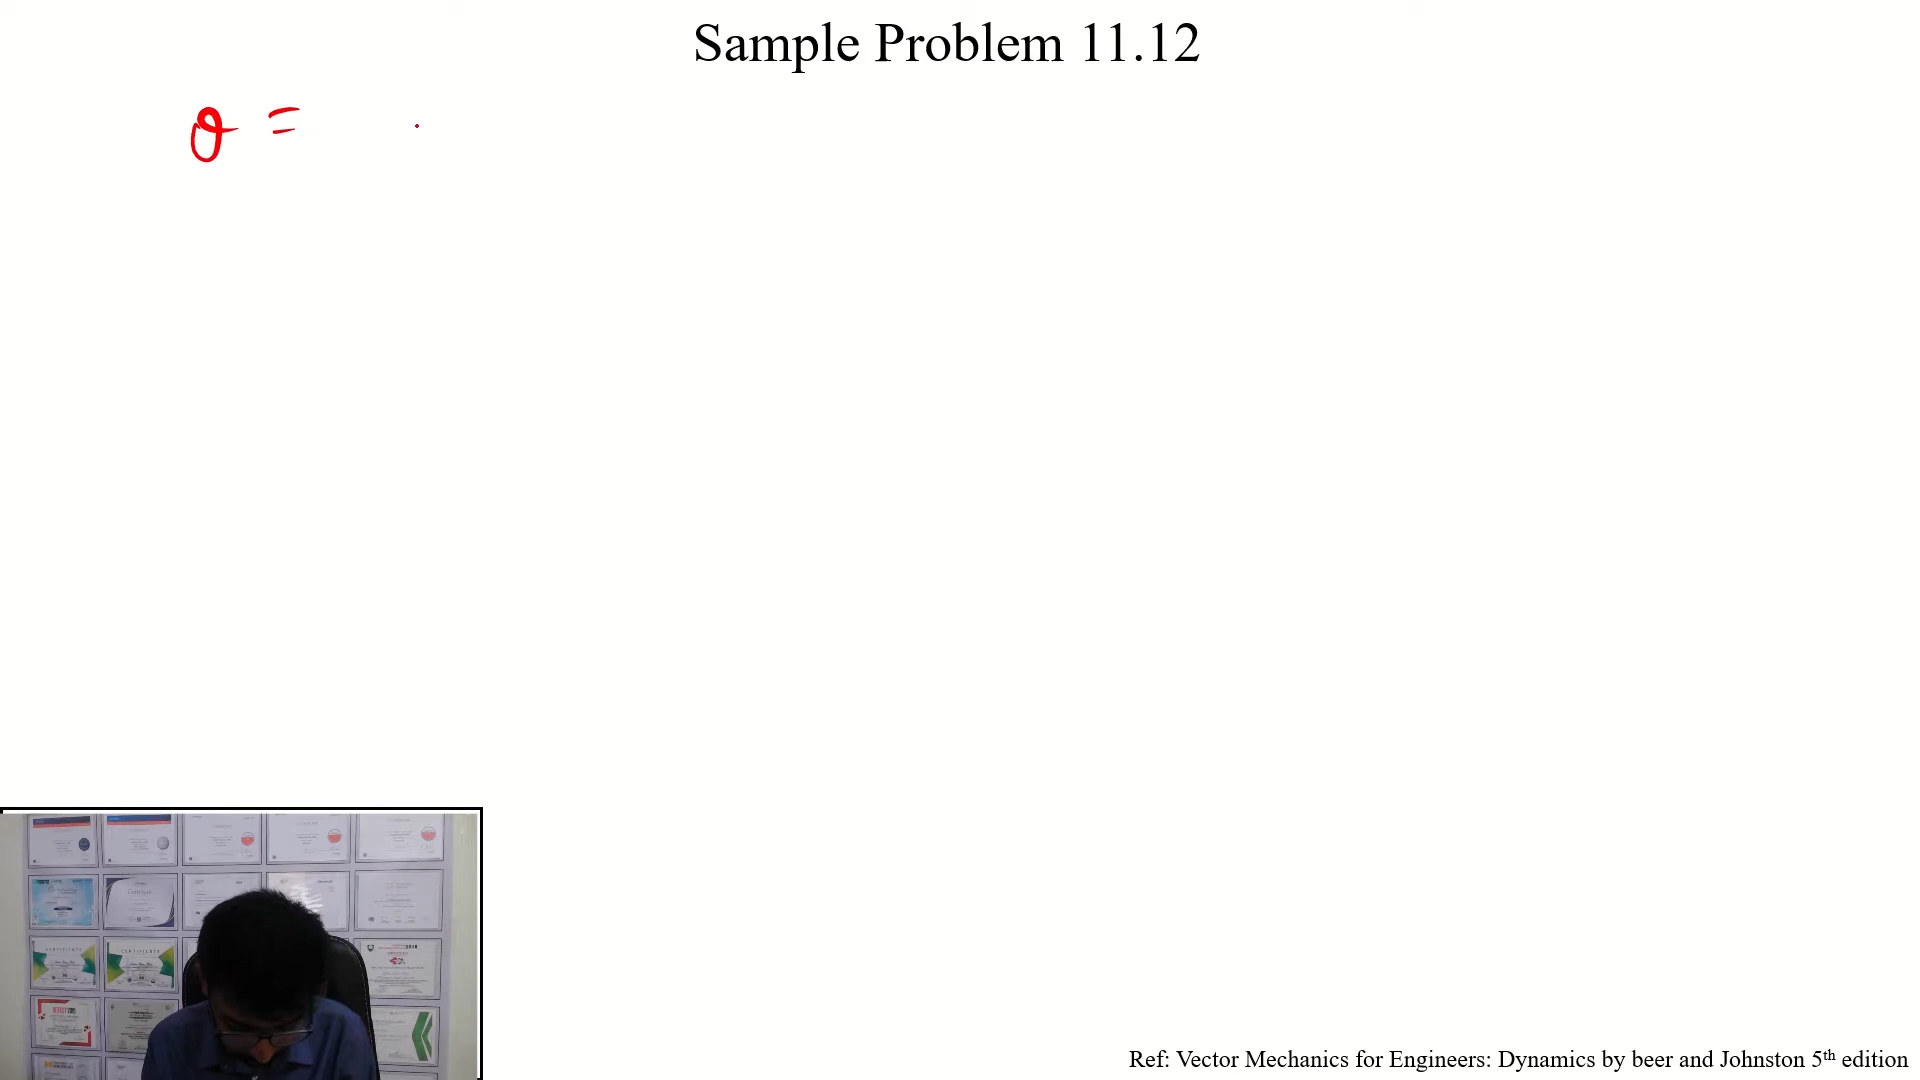 Sample Problem 11.12
θ =
Ref: Vector Mechanics for Engineers: Dynamics by beer and Johnston 5th edition